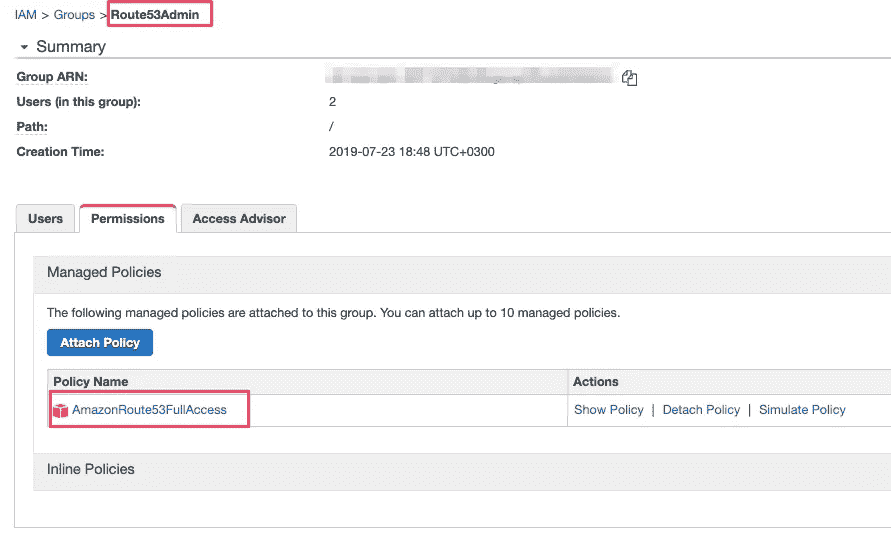 IAM > Groups > Route53Admin
Summary
Group ARN:
Users (in this group): 2
Path: /
Creation Time: 2019-07-23 18:48 UTC+0300
Users Permissions Access Advisor
Managed Policies
The following managed policies are attached to this group. You can attach up to 10 managed policies.
Attach Policy
Policy Name Actions
AmazonRoute53FullAccess Show Policy | Detach Policy | Simulate Policy
Inline Policies